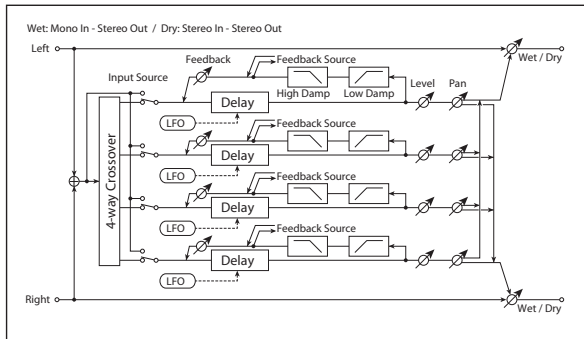 Wet: Mono In - Stereo Out / Dry: Stereo In - Stereo Out
Left
Wet / Dry
Feedback
Feedback Source
Input Source
High Damp
Low Damp
Level
Pan
Delay
LFO
Feedback Source
Delay
LFO
4-way Crossover
Feedback Source
Delay
LFO
Feedback Source
Delay
LFO
Right
Wet / Dry